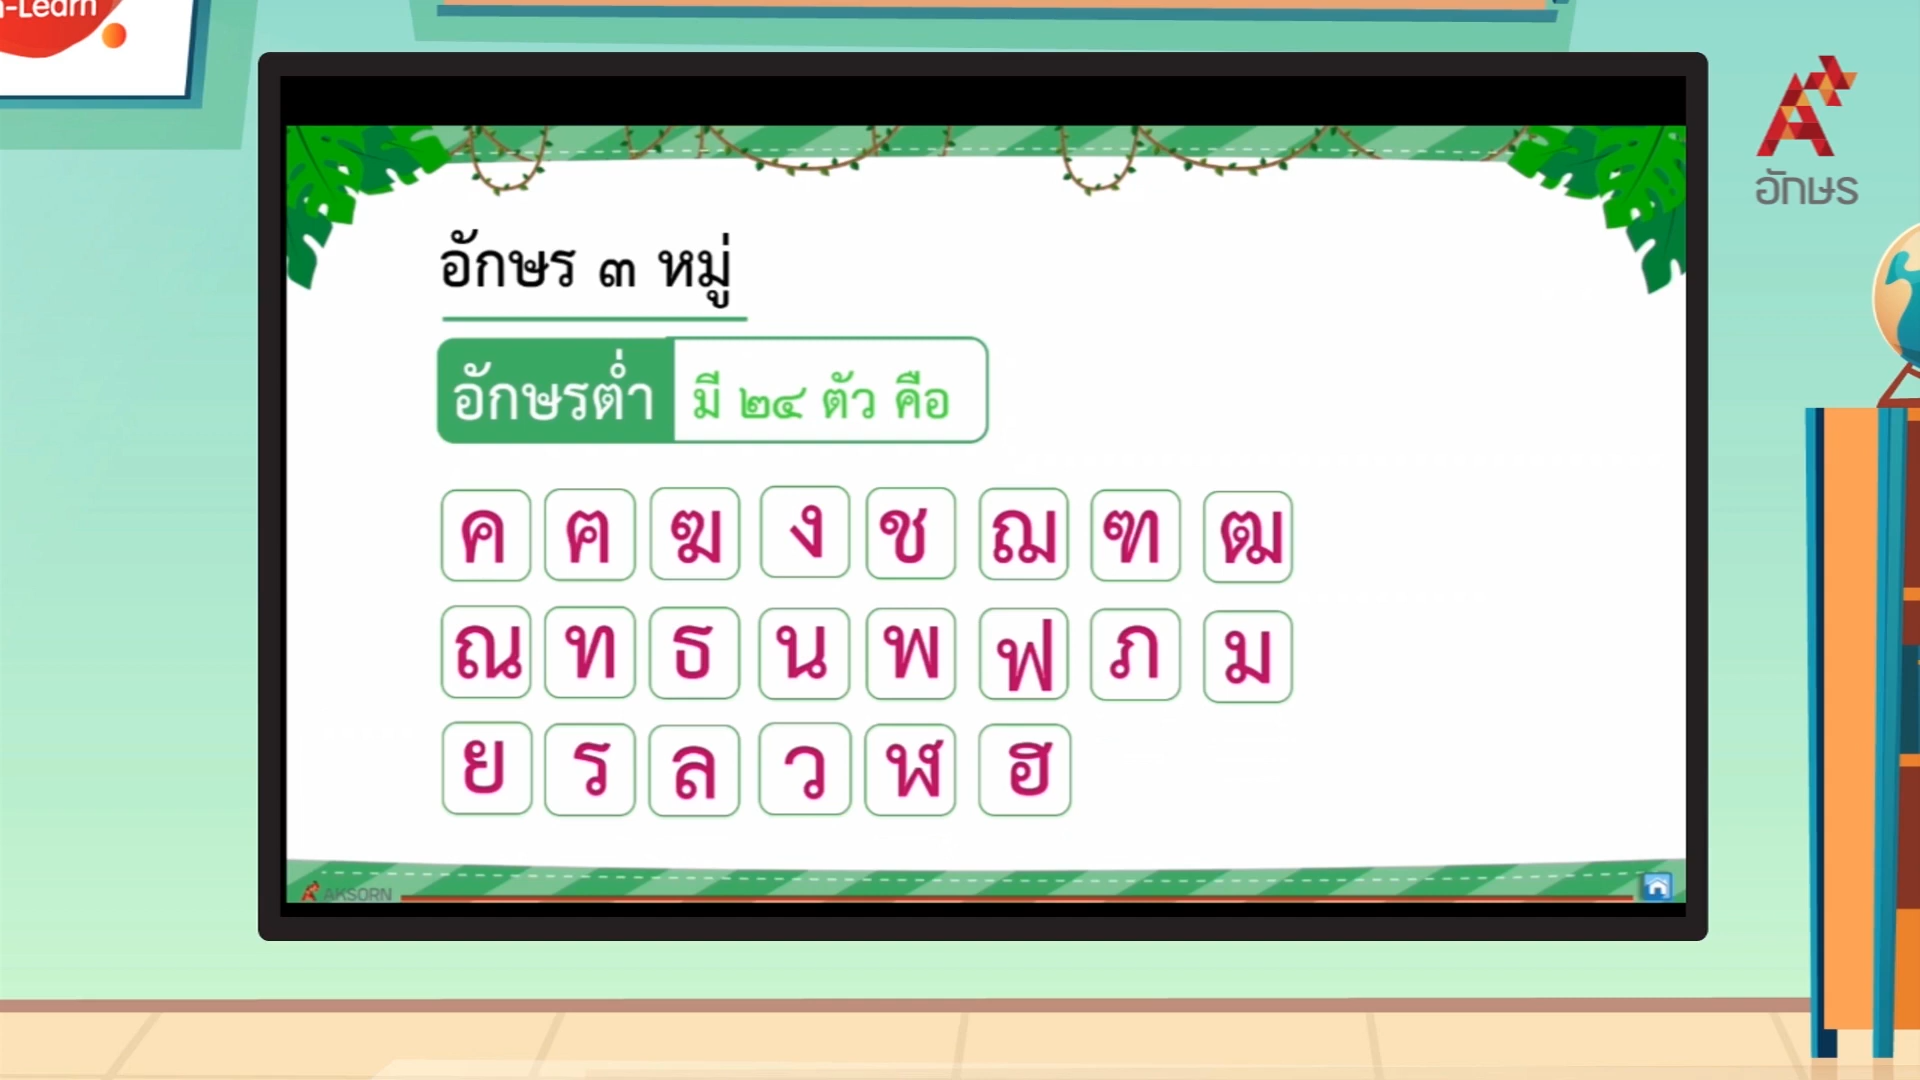 n-Learn
อักษร
อักษร ๓ หมู่
อักษรต่ำ มี ๒๔ ตัว คือ
ค ฅ ฆ ง ช ฌ ฑ ฒ
ณ ท ธ น พ ฟ ภ ม
ย ร ล ว ฬ ฮ
AKSORN